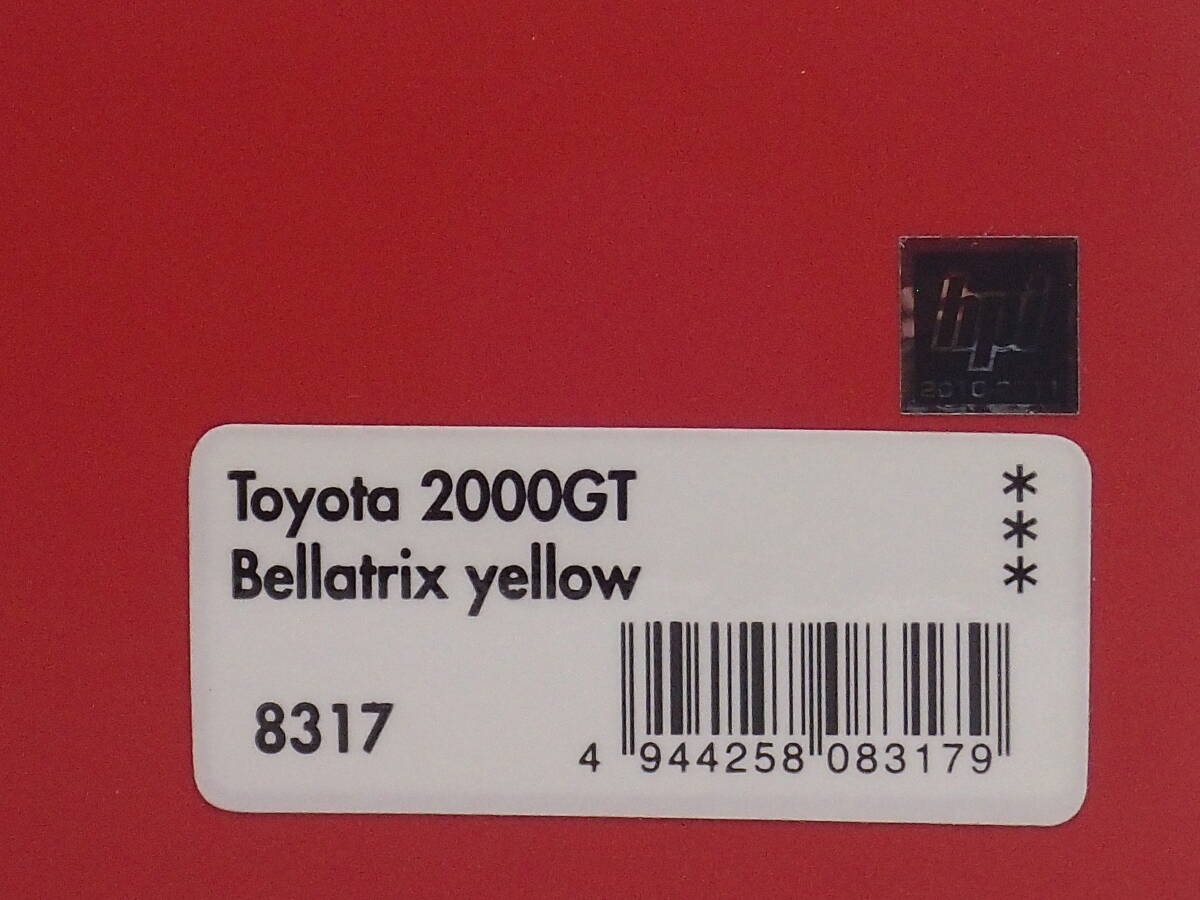 hpi
Toyota 2000GT
Bellatrix yellow
***
8317
4 944258 083179